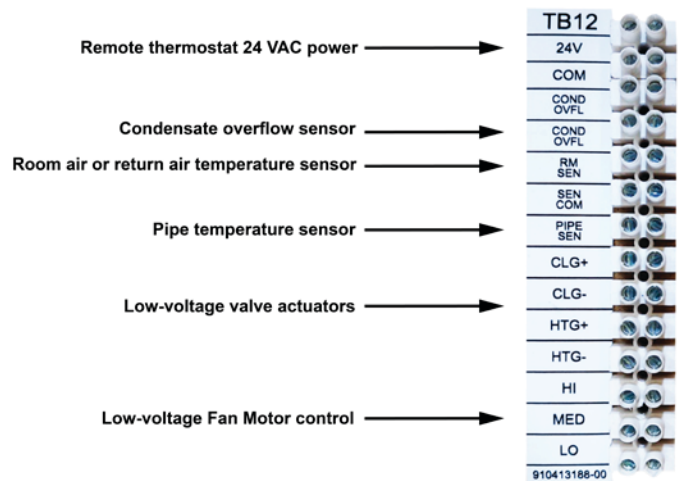 TB12
Remote thermostat 24 VAC power
24V
COM
COND
OVFL
Condensate overflow sensor
COND
OVFL
Room air or return air temperature sensor
RM
SEN
SEN
COM
Pipe temperature sensor
PIPE
SEN
CLG+
Low-voltage valve actuators
CLG-
HTG+
HTG-
HI
Low-voltage Fan Motor control
MED
LO
910413188-00